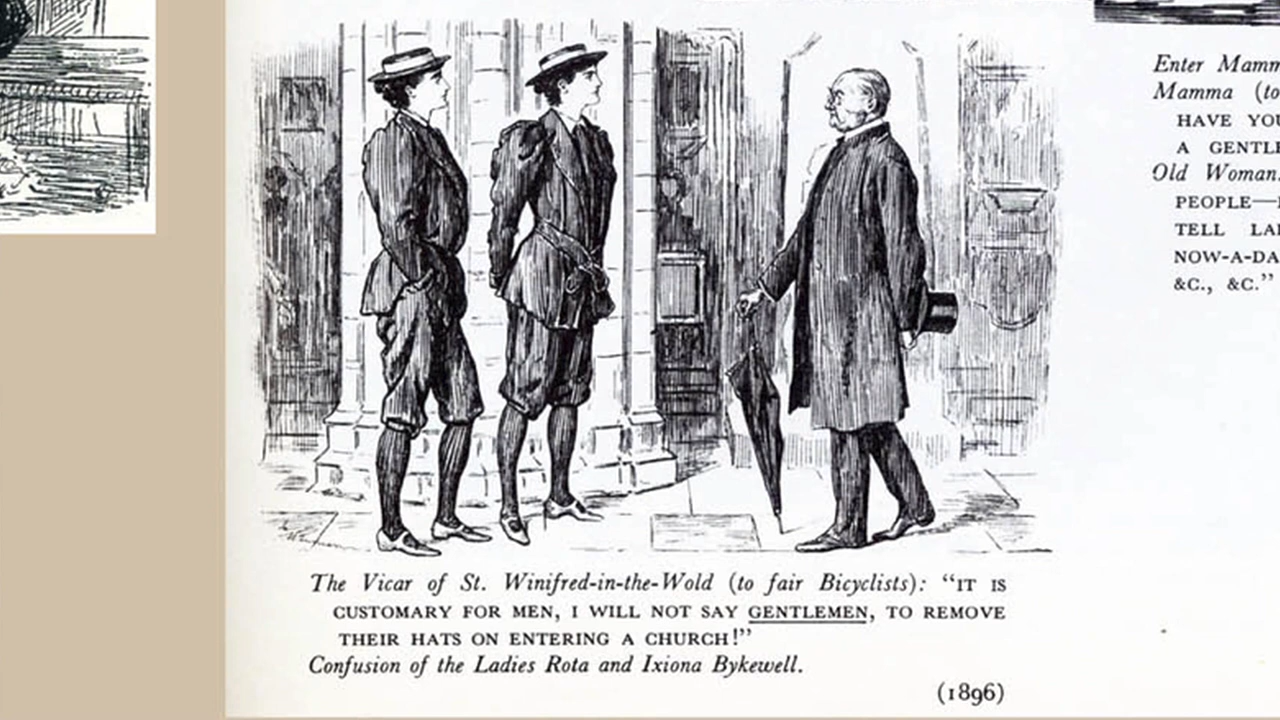 The Vicar of St. Winifred-in-the-Wold (to fair Bicyclists): "IT IS
CUSTOMARY FOR MEN, I WILL NOT SAY GENTLEMEN, TO REMOVE
THEIR HATS ON ENTERING A CHURCH!"
Confusion of the Ladies Rota and Ixiona Bykewell.
(1896)
Enter Mamm
Mamma (to
HAVE YOU
A GENTLE
Old Woman.
PEOPLE—
TELL LA
NOW-A-DA
&C., &C."